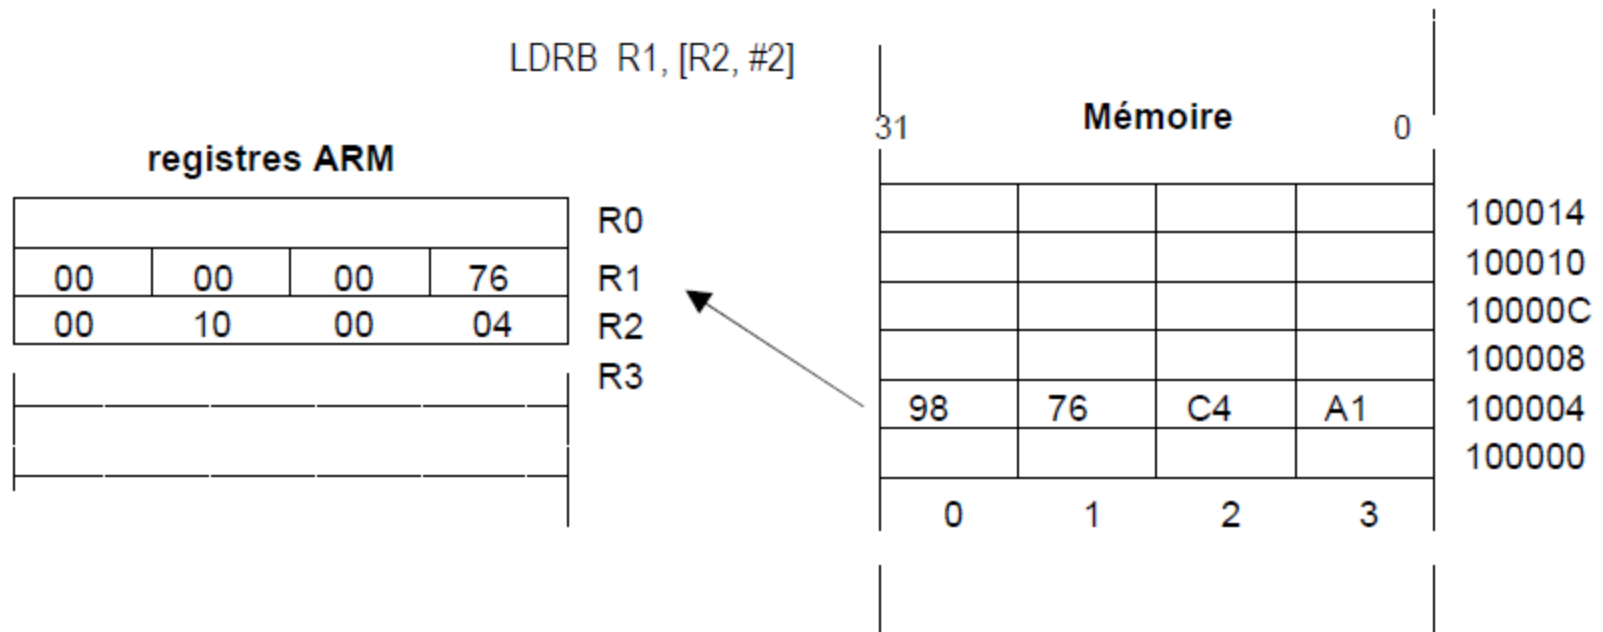 LDRB R1, [R2, #2]
registres ARM
R0
00 00 00 76 R1
00 10 00 04 R2
R3
Mémoire
31 0
100014
100010
10000C
100008
98 76 C4 A1 100004
100000
0 1 2 3